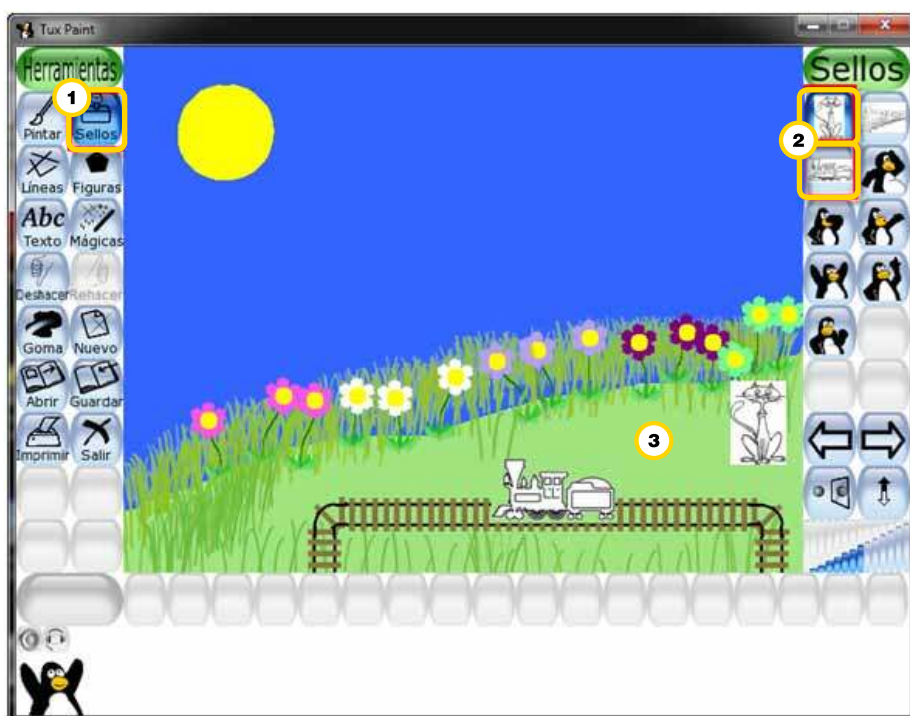 Tux Paint
Herramientas
Sellos
1
2
Pintar Sellos
Líneas Figuras
Abc
Texto Mágicas
Deshacer Rehacer
Goma Nuevo
Abrir Guardar
Imprimir Salir
3